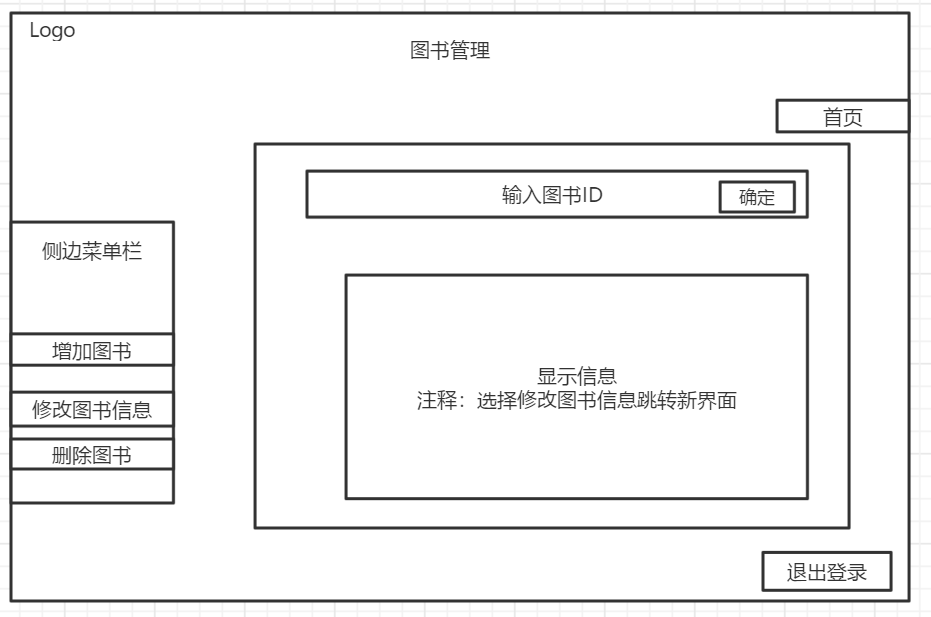 Logo
图书管理
首页
输入图书ID
确定
侧边菜单栏
增加图书
修改图书信息
删除图书
显示信息
注释：选择修改图书信息跳转新界面
退出登录